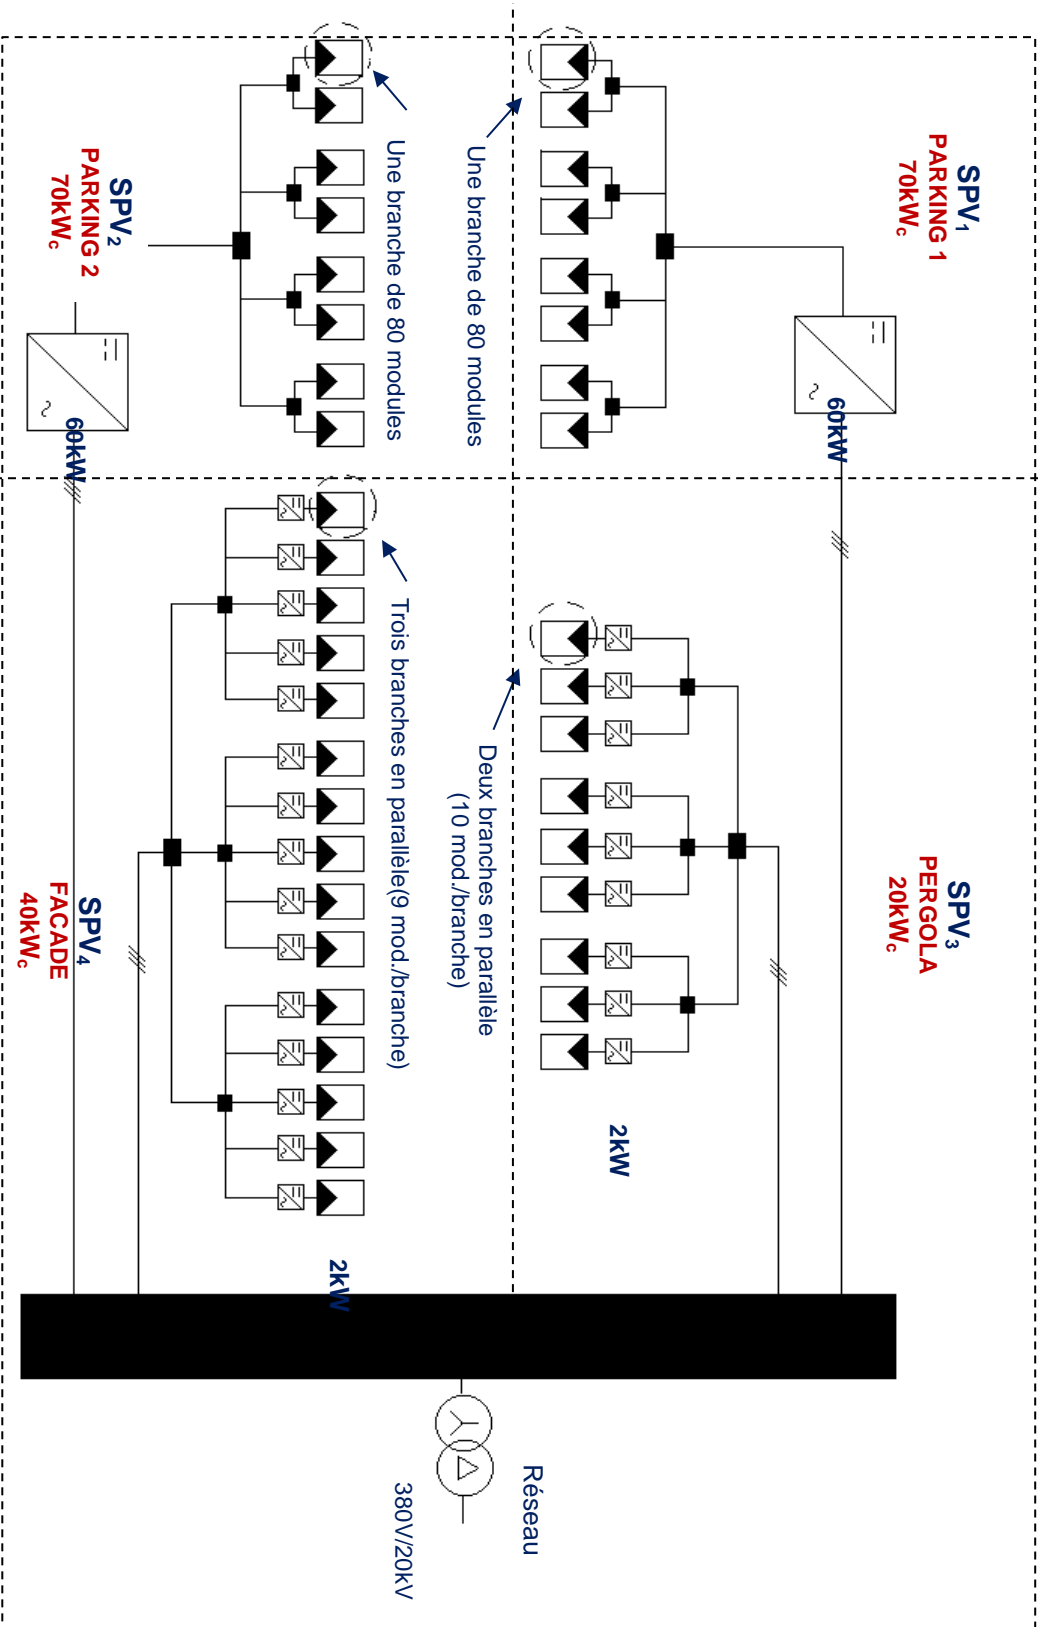 SPV₁
PARKING 1
70kWc
60kW
Une branche de 80 modules
SPV₂
PARKING 2
70kWc
60kW
Une branche de 80 modules
SPV₃
PERGOLA
20kWc
2kW
Deux branches en parallèle
(10 mod./branche)
SPV₄
FACADE
40kWc
2kW
Trois branches en parallèle(9 mod./branche)
Réseau
380V/20kV